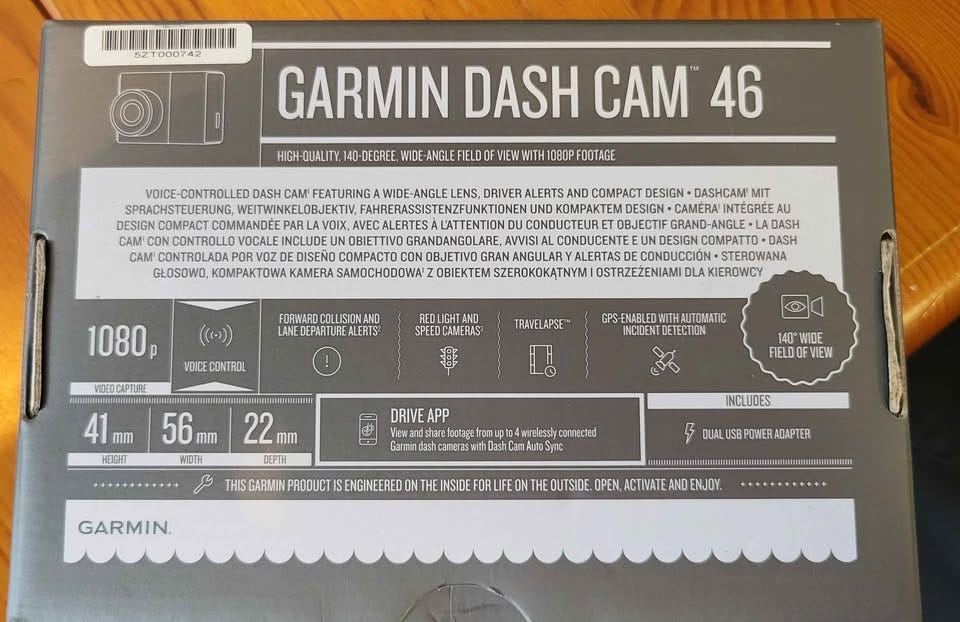 5ZT000742
GARMIN DASH CAM™ 46
HIGH-QUALITY, 140-DEGREE, WIDE-ANGLE FIELD OF VIEW WITH 1080P FOOTAGE
VOICE-CONTROLLED DASH CAM¹ FEATURING A WIDE-ANGLE LENS, DRIVER ALERTS AND COMPACT DESIGN • DASHCAM¹ MIT
SPRACHSTEUERUNG, WEITWINKELOBJEKTIV, FAHRERASSISTENZFUNKTIONEN UND KOMPAKTEM DESIGN • CAMÉRA¹ INTÉGRÉE AU
DESIGN COMPACT COMMANDÉE PAR LA VOIX, AVEC ALERTES À L'ATTENTION DU CONDUCTEUR ET OBJECTIF GRAND-ANGLE • LA DASH
CAM¹ CON CONTROLLO VOCALE INCLUDE UN OBIETTIVO GRANDANGOLARE, AVVISI AL CONDUCENTE E UN DESIGN COMPATTO • DASH
CAM¹ CONTROLADA POR VOZ DE DISEÑO COMPACTO CON OBJETIVO GRAN ANGULAR Y ALERTAS DE CONDUCCIÓN • STEROWANA
GŁOSOWO, KOMPAKTOWA KAMERA SAMOCHODOWA¹ Z OBIEKTEM SZEROKOKĄTNYM I OSTRZEŻENIAMI DLA KIEROWCY
1080p
VIDEO CAPTURE
VOICE CONTROL
FORWARD COLLISION AND
LANE DEPARTURE ALERTS²
RED LIGHT AND
SPEED CAMERAS³
TRAVELAPSE™
GPS-ENABLED WITH AUTOMATIC
INCIDENT DETECTION
140° WIDE
FIELD OF VIEW
41 mm
HEIGHT
56 mm
WIDTH
22 mm
DEPTH
DRIVE APP
View and share footage from up to 4 wirelessly connected
Garmin dash cameras with Dash Cam Auto Sync
INCLUDES
DUAL USB POWER ADAPTER
THIS GARMIN PRODUCT IS ENGINEERED ON THE INSIDE FOR LIFE ON THE OUTSIDE. OPEN, ACTIVATE AND ENJOY.
GARMIN.